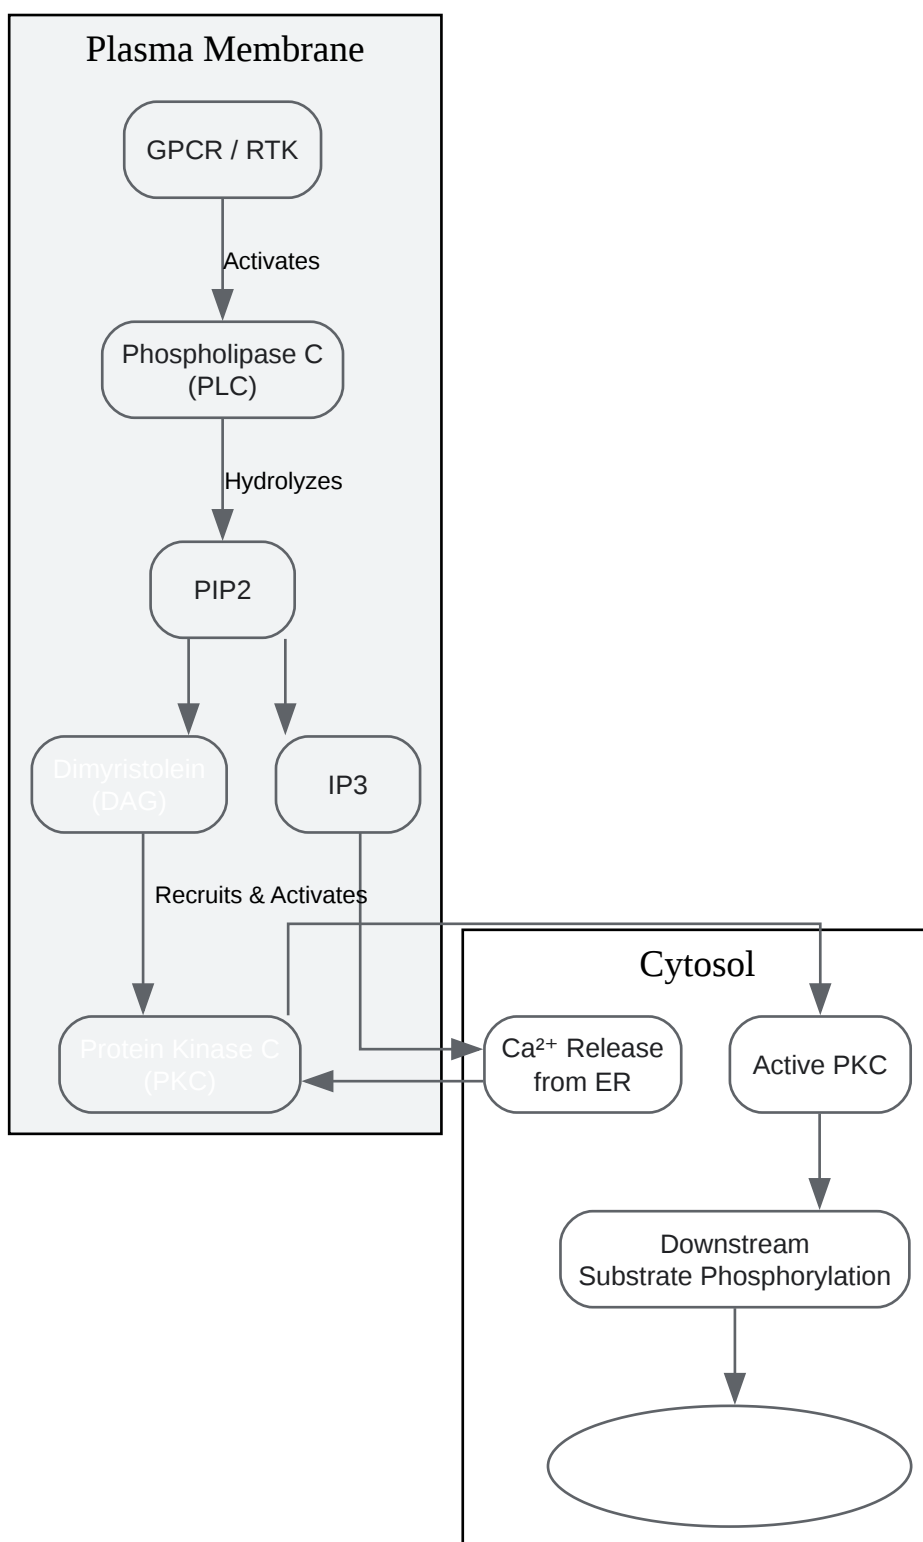 Plasma Membrane
GPCR / RTK
Activates
Phospholipase C
(PLC)
Hydrolyzes
PIP2
Dimyristolein
(DAG)
IP3
Recruits & Activates
Protein Kinase C
(PKC)
Cytosol
Ca²⁺ Release
from ER
Active PKC
Downstream
Substrate Phosphorylation